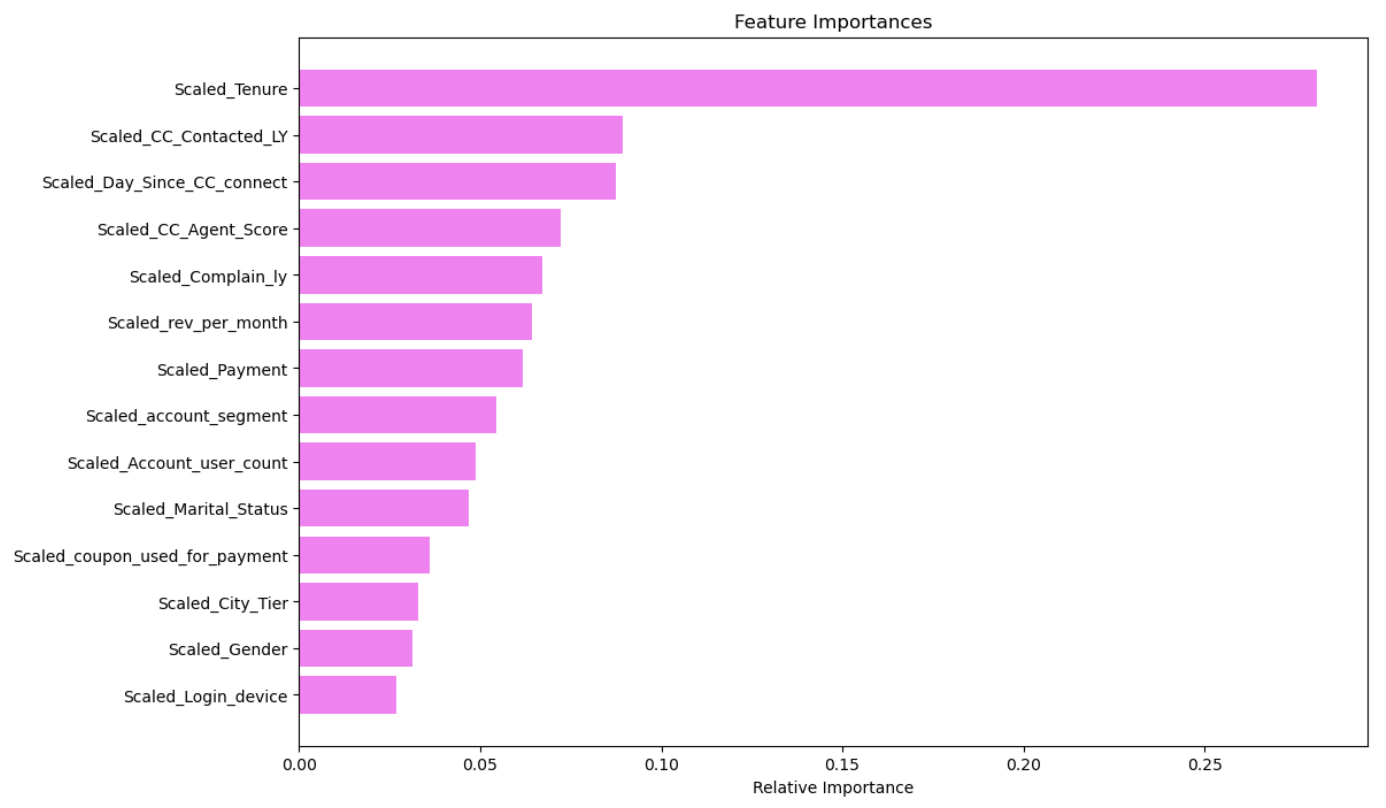 Feature Importances
Scaled_Tenure
Scaled_CC_Contacted_LY
Scaled_Day_Since_CC_connect
Scaled_CC_Agent_Score
Scaled_Complain_ly
Scaled_rev_per_month
Scaled_Payment
Scaled_account_segment
Scaled_Account_user_count
Scaled_Marital_Status
Scaled_coupon_used_for_payment
Scaled_City_Tier
Scaled_Gender
Scaled_Login_device
0.00 0.05 0.10 0.15 0.20 0.25
Relative Importance